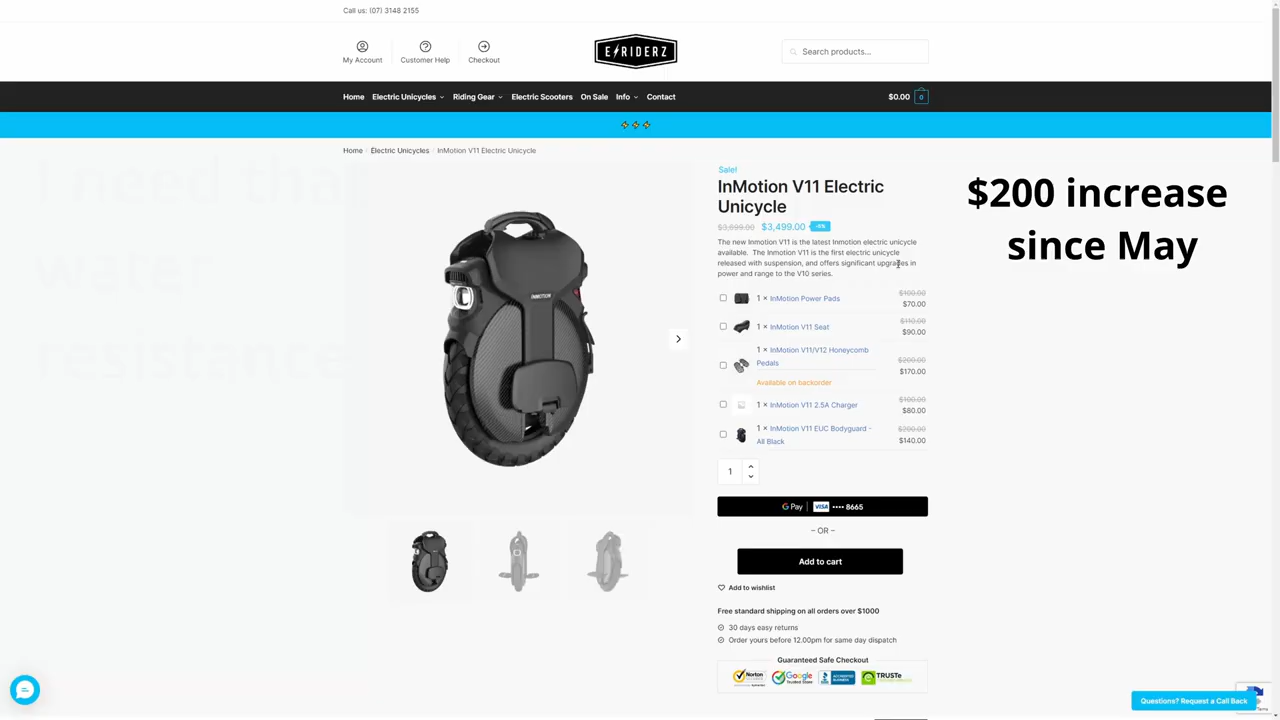 Call us: (07) 3148 2155
My Account
Customer Help
Checkout
E RIDERZ
Search products...
Home
Electric Unicycles
Riding Gear
Electric Scooters
On Sale
Info
Contact
$0.00
0
Home
Electric Unicycles
InMotion V11 Electric Unicycle
I need that
Sale!
InMotion V11 Electric
Unicycle
$3,499.00
The new Inmotion V11 is the latest Inmotion electric unicycle
available. The Inmotion V11 is the first electric unicycle
released with suspension, and offers significant upgrades in
power and range to the V10 series.
$200 increase
since May
1 × InMotion Power Pads
$100.00
$70.00
1 × InMotion V11 Seat
$110.00
$90.00
1 × InMotion V11/V12 Honeycomb
Pedals
$200.00
$170.00
Available on backorder
1 × InMotion V11 2.5A Charger
$100.00
$80.00
1 × InMotion V11 EUC Bodyguard -
All Black
$200.00
$140.00
INMOTION
1
G Pay | VISA •••• 8665
– OR –
Add to cart
Add to wishlist
Free standard shipping on all orders over $1000
30 days easy returns
Order yours before 12.00pm for same day dispatch
Guaranteed Safe Checkout
Norton
Google
Trusted Store
ACCREDITED
BUSINESS
TRUSTe
Questions? Request a Call Back